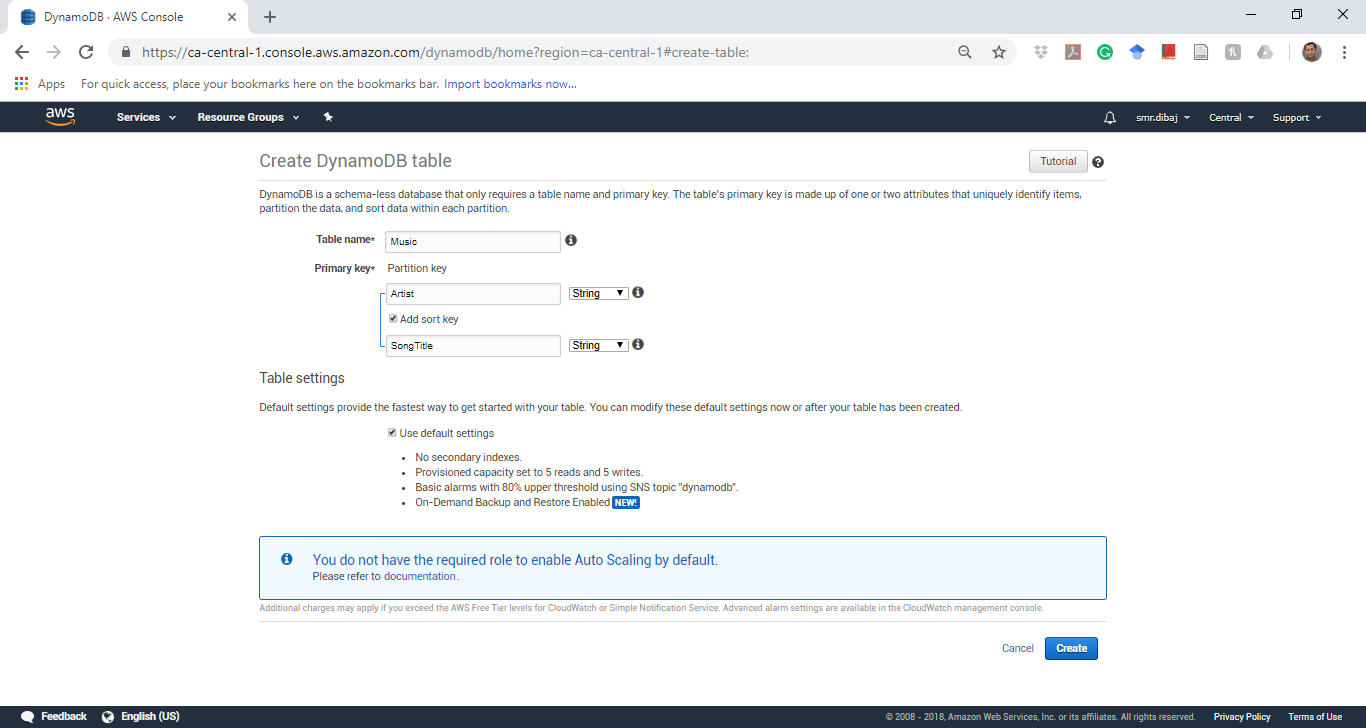 DynamoDB · AWS Console
https://ca-central-1.console.aws.amazon.com/dynamodb/home?region=ca-central-1#create-table:
Apps For quick access, place your bookmarks here on the bookmarks bar. Import bookmarks now...
aws Services Resource Groups smr.dibaj Central Support
Create DynamoDB table Tutorial
DynamoDB is a schema-less database that only requires a table name and primary key. The table's primary key is made up of one or two attributes that uniquely identify items,
partition the data, and sort data within each partition.
Table name* Music
Primary key* Partition key
Artist String
Add sort key
SongTitle String
Table settings
Default settings provide the fastest way to get started with your table. You can modify these default settings now or after your table has been created.
Use default settings
• No secondary indexes.
• Provisioned capacity set to 5 reads and 5 writes.
• Basic alarms with 80% upper threshold using SNS topic "dynamodb".
• On-Demand Backup and Restore Enabled NEW!
You do not have the required role to enable Auto Scaling by default.
Please refer to documentation.
Additional charges may apply if you exceed the AWS Free Tier levels for CloudWatch or Simple Notification Service. Advanced alarm settings are available in the CloudWatch management console.
Cancel Create
Feedback English (US) © 2008 - 2018, Amazon Web Services, Inc. or its affiliates. All rights reserved. Privacy Policy Terms of Use